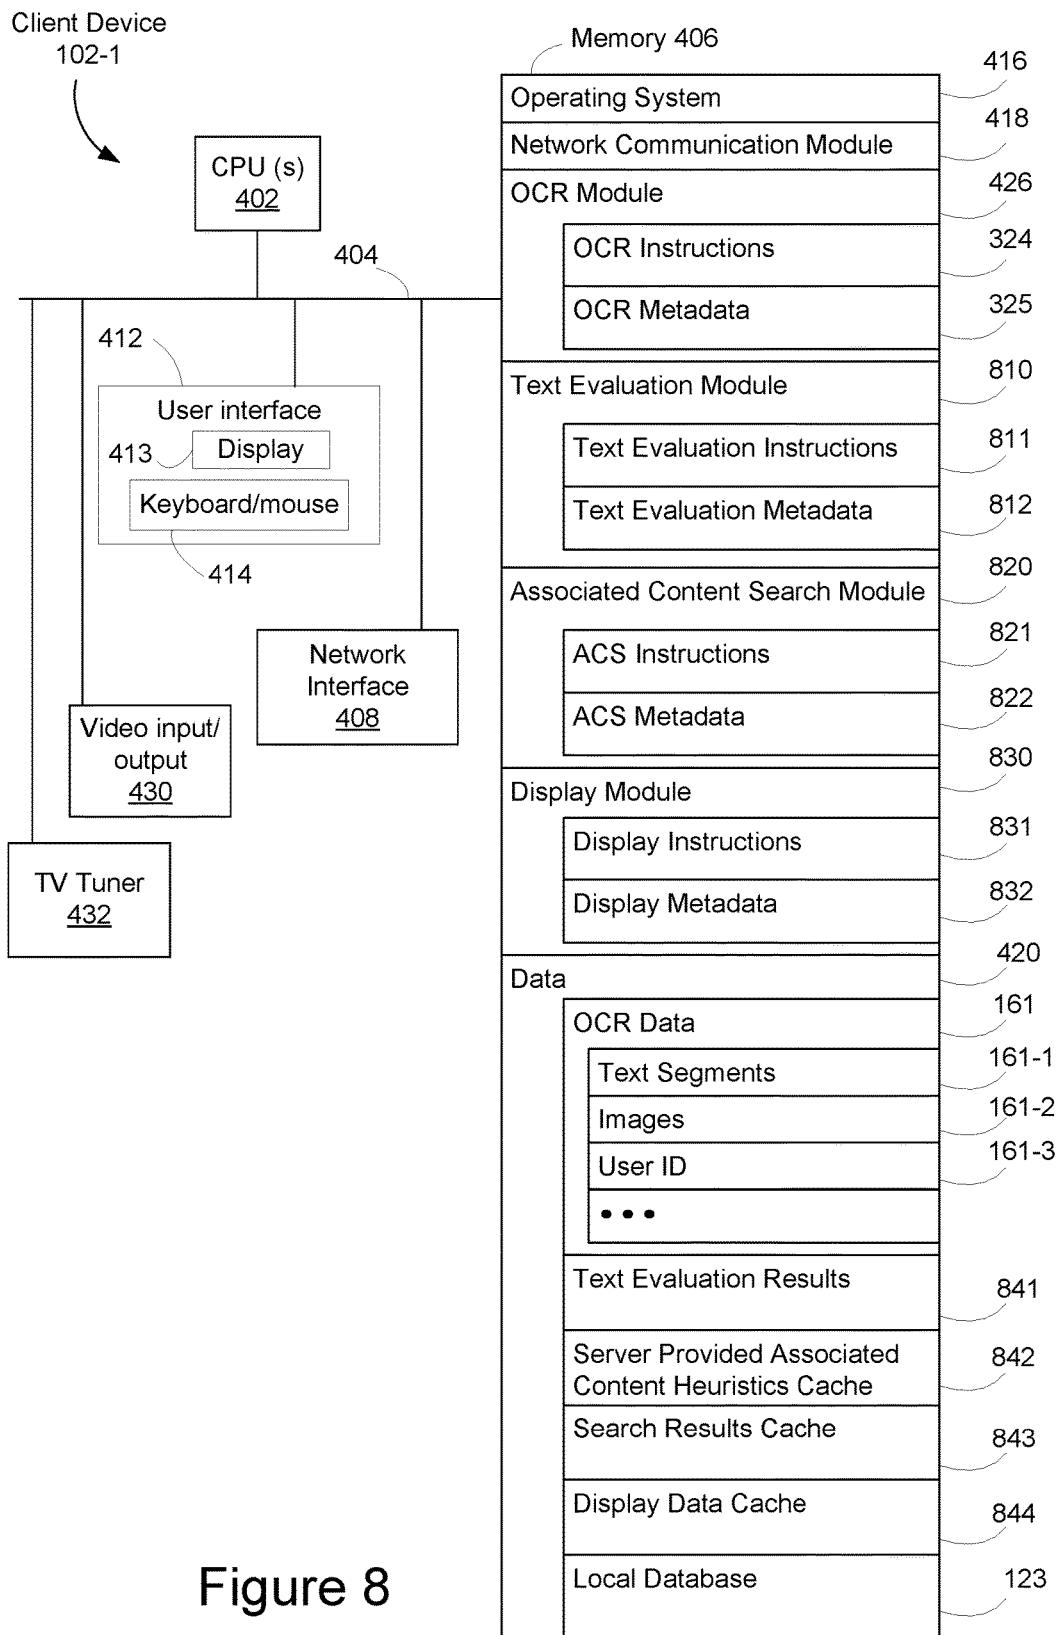 Client Device
102-1
CPU (s)
402
404
412
User interface
413
Display
Keyboard/mouse
414
Network
Interface
408
Video input/
output
430
TV Tuner
432
Memory 406
Operating System
416
Network Communication Module
418
OCR Module
426
OCR Instructions
324
OCR Metadata
325
Text Evaluation Module
810
Text Evaluation Instructions
811
Text Evaluation Metadata
812
Associated Content Search Module
820
ACS Instructions
821
ACS Metadata
822
Display Module
830
Display Instructions
831
Display Metadata
832
Data
420
OCR Data
161
Text Segments
161-1
Images
161-2
User ID
161-3
• • •
Text Evaluation Results
841
Server Provided Associated
Content Heuristics Cache
842
Search Results Cache
843
Display Data Cache
844
Local Database
123
Figure 8